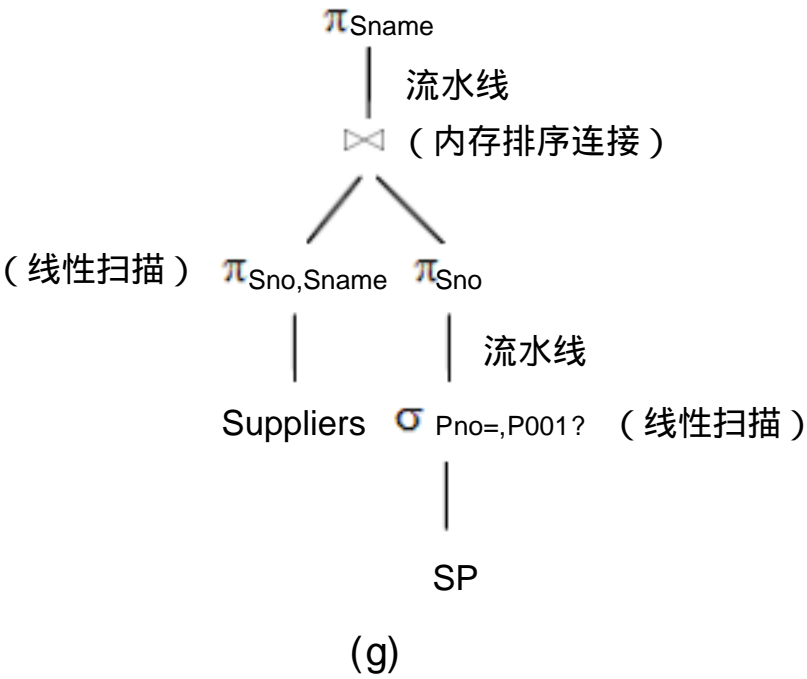 πSname
流水线
⋈ （内存排序连接）
（线性扫描） πSno,Sname πSno
流水线
Suppliers σ Pno=,P001? （线性扫描）
SP
(g)